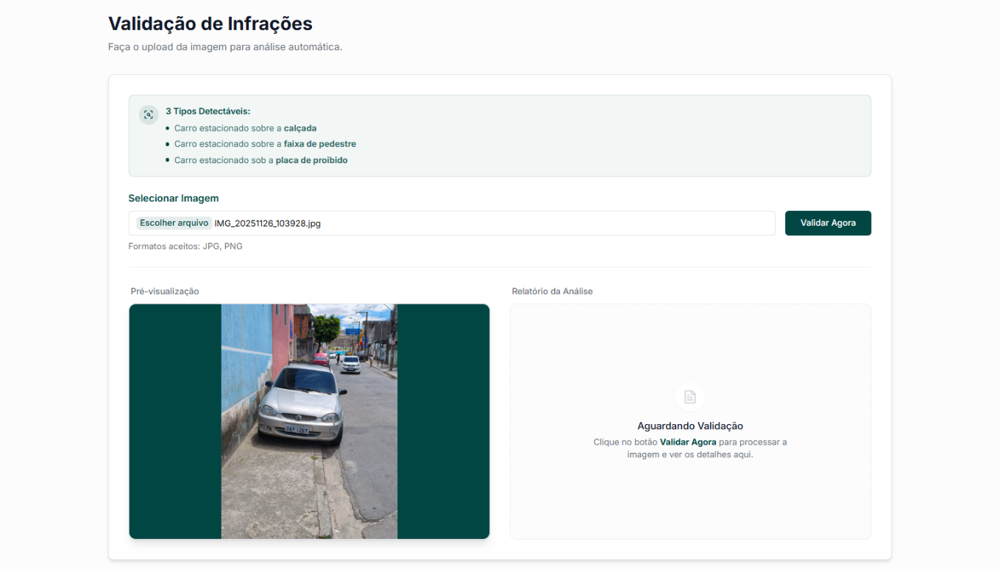 Validação de Infrações
Faça o upload da imagem para análise automática.
3 Tipos Detectáveis:
Carro estacionado sobre a calçada
Carro estacionado sobre a faixa de pedestre
Carro estacionado sob a placa de proibido
Selecionar Imagem
Escolher arquivo IMG_20251126_103928.jpg
Validar Agora
Formatos aceitos: JPG, PNG
Pré-visualização
Relatório da Análise
Aguardando Validação
Clique no botão Validar Agora para processar a
imagem e ver os detalhes aqui.